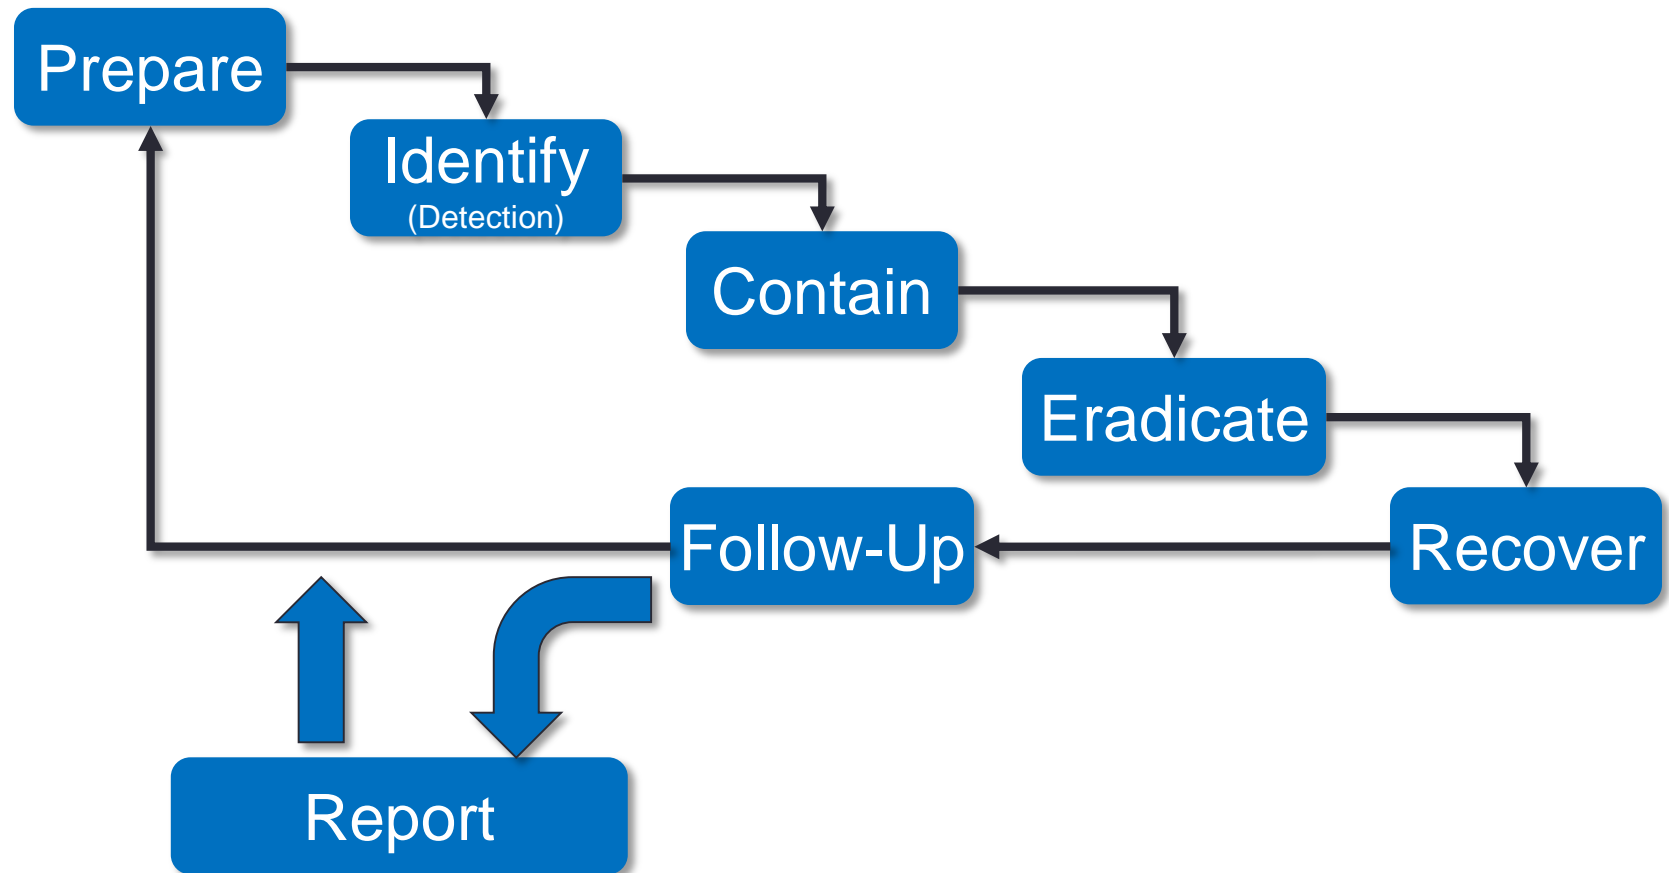 Prepare
Identify
(Detection)
Contain
Eradicate
Follow-Up
Recover
Report